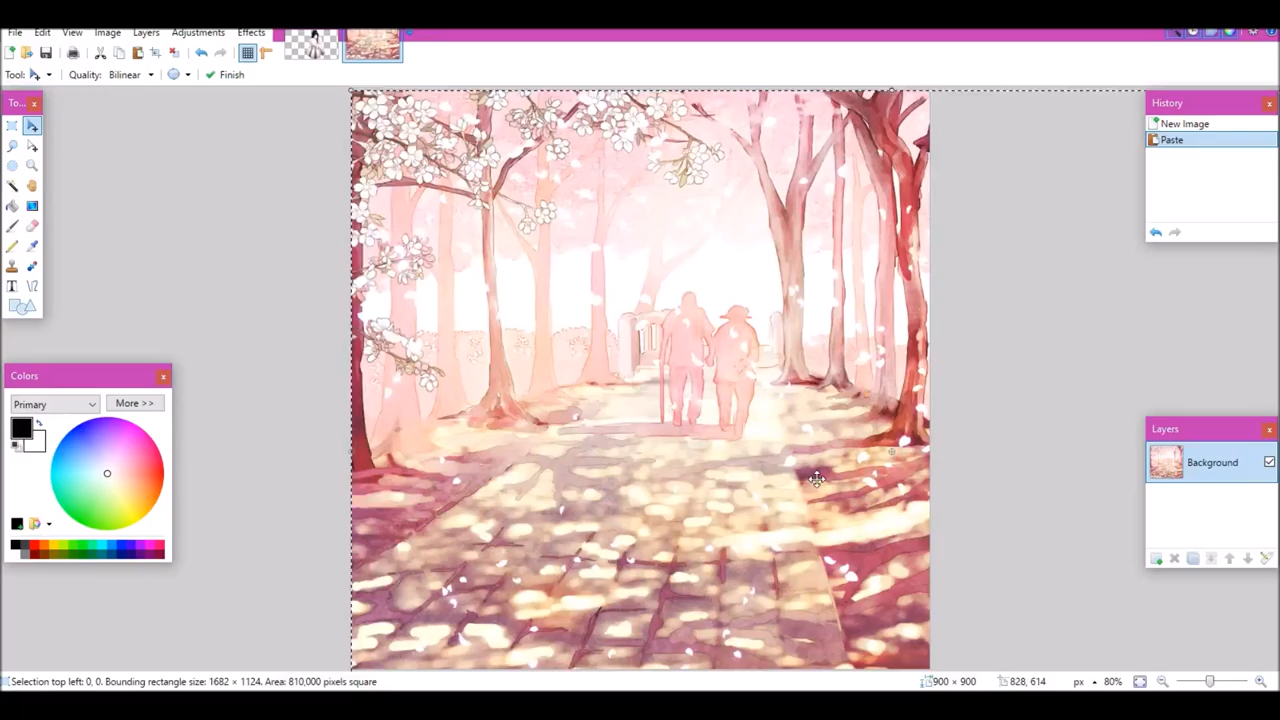 File Edit View Image Layers Adjustments Effects
Tool: Quality: Bilinear Finish
To...
History
New Image
Paste
Colors
Primary More >>
Layers
Background
Selection top left: 0, 0. Bounding rectangle size: 1682 × 1124. Area: 810,000 pixels square 900 × 900 828, 614 px 80%